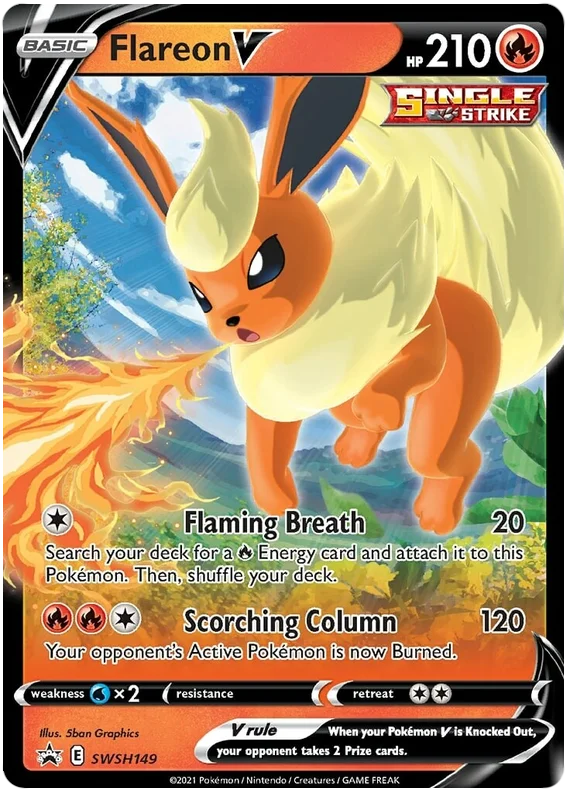 BASIC Flareon V HP 210
SINGLE STRIKE
Flaming Breath 20
Search your deck for a Energy card and attach it to this
Pokémon. Then, shuffle your deck.
Scorching Column 120
Your opponent's Active Pokémon is now Burned.
weakness ×2 resistance retreat
Illus. 5ban Graphics
V rule When your Pokémon V is Knocked Out,
your opponent takes 2 Prize cards.
E SWSH149
©2021 Pokémon / Nintendo / Creatures / GAME FREAK